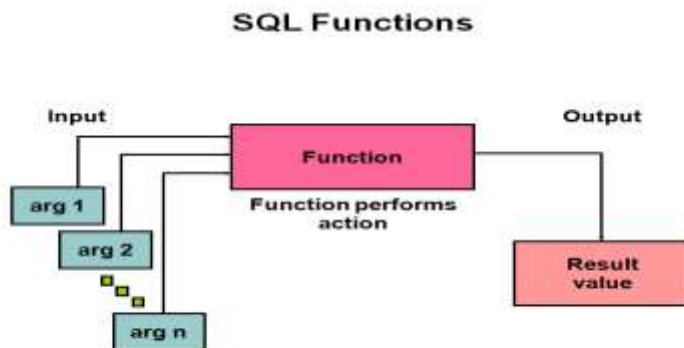 SQL Functions
Input
Output
Function
arg 1
Function performs
action
arg 2
Result
value
arg n